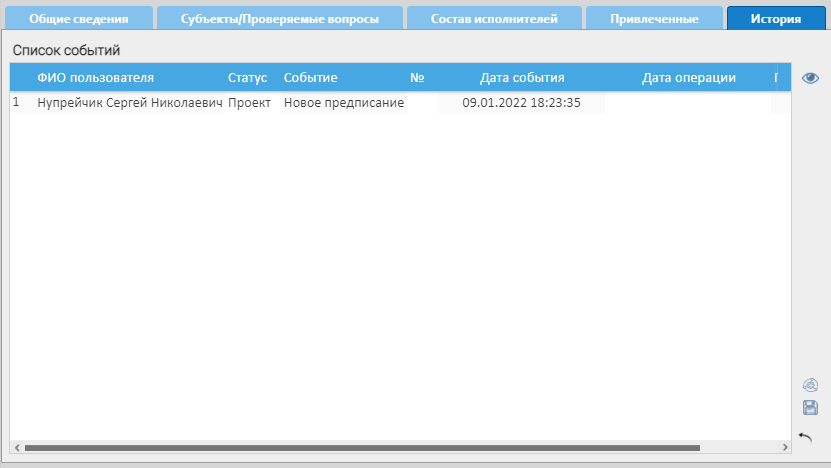 Общие сведения Субъекты/Проверяемые вопросы Состав исполнителей Привлеченные История
Список событий
ФИО пользователя Статус Событие № Дата события Дата операции
1 Нупрейчик Сергей Николаевич Проект Новое предписание 09.01.2022 18:23:35